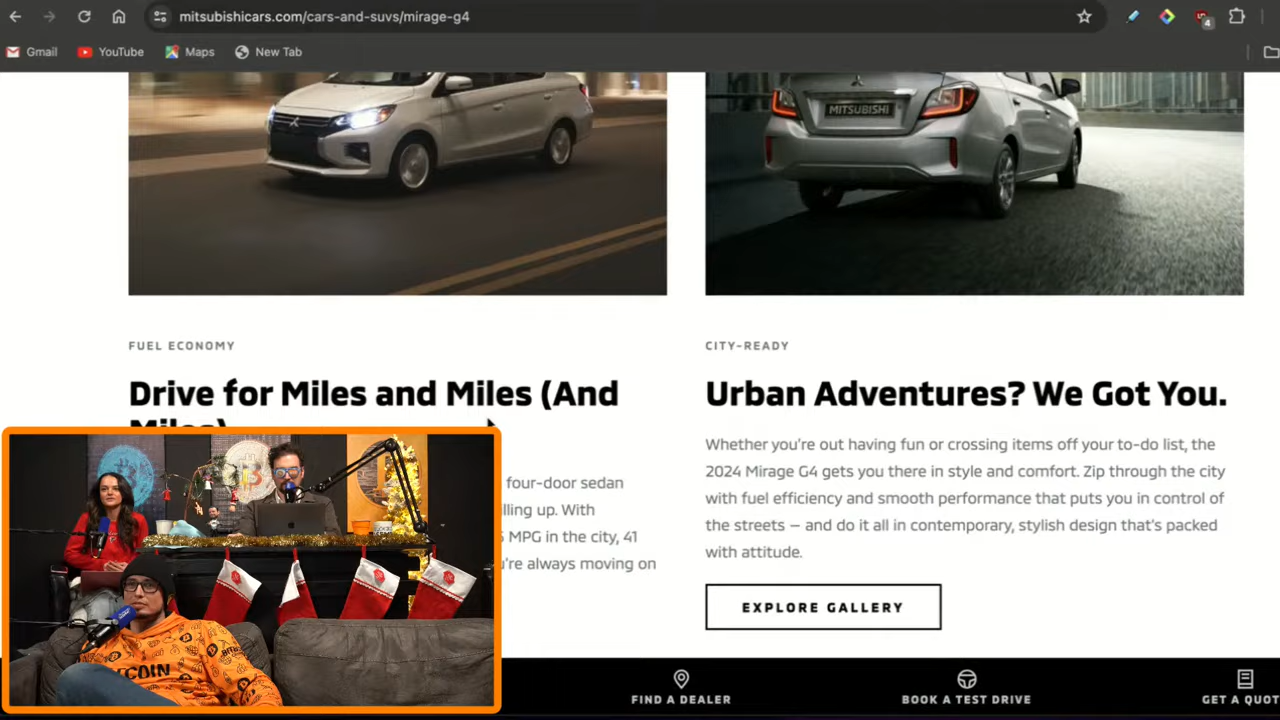 mitsubishicars.com/cars-and-suvs/mirage-g4
4
Gmail
YouTube
Maps
New Tab
MITSUBISHI
FUEL ECONOMY
Drive for Miles and Miles (And
Miles)
four-door sedan
With
MPG in the city, 41
you're always moving on
CITY-READY
Urban Adventures? We Got You.
Whether you're out having fun or crossing items off your to-do list, the
2024 Mirage G4 gets you there in style and comfort. Zip through the city
with fuel efficiency and smooth performance that puts you in control of
the streets — and do it all in contemporary, stylish design that's packed
with attitude.
EXPLORE GALLERY
FIND A DEALER
BOOK A TEST DRIVE
GET A QUOT